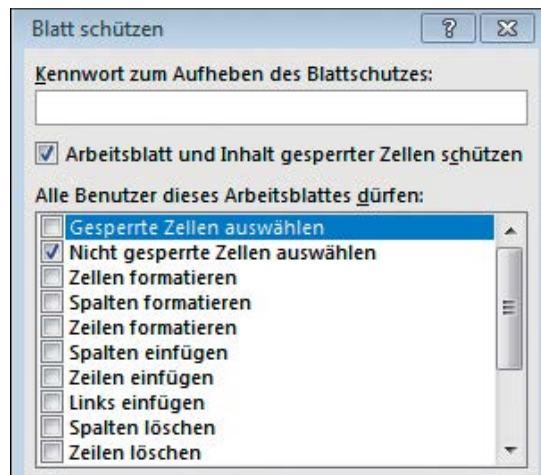 Blatt schützen
Kennwort zum Aufheben des Blattschutzes:
Arbeitsblatt und Inhalt gesperrter Zellen schützen
Alle Benutzer dieses Arbeitsblattes dürfen:
Gesperrte Zellen auswählen
Nicht gesperrte Zellen auswählen
Zellen formatieren
Spalten formatieren
Zeilen formatieren
Spalten einfügen
Zeilen einfügen
Links einfügen
Spalten löschen
Zeilen löschen